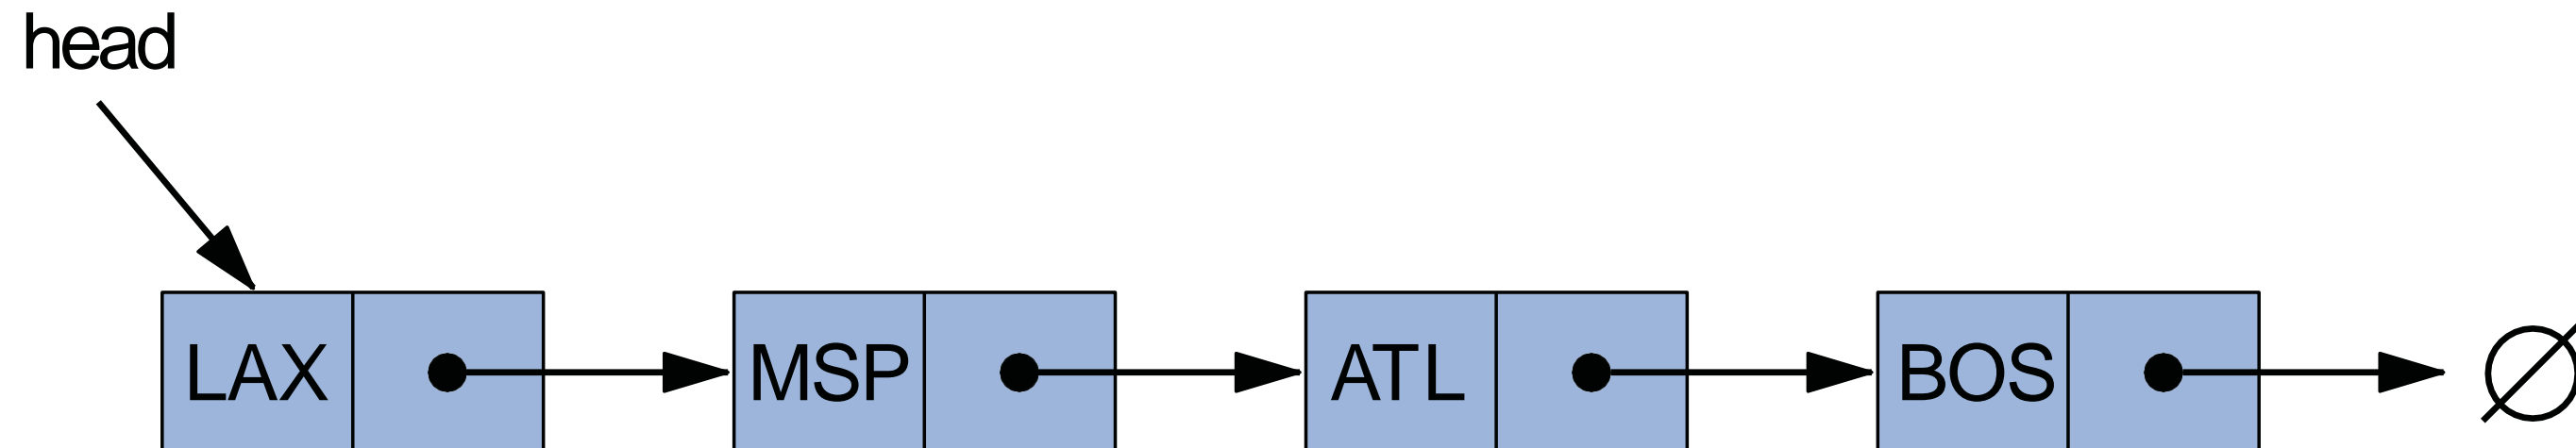 head
LAX MSP ATL BOS ∅